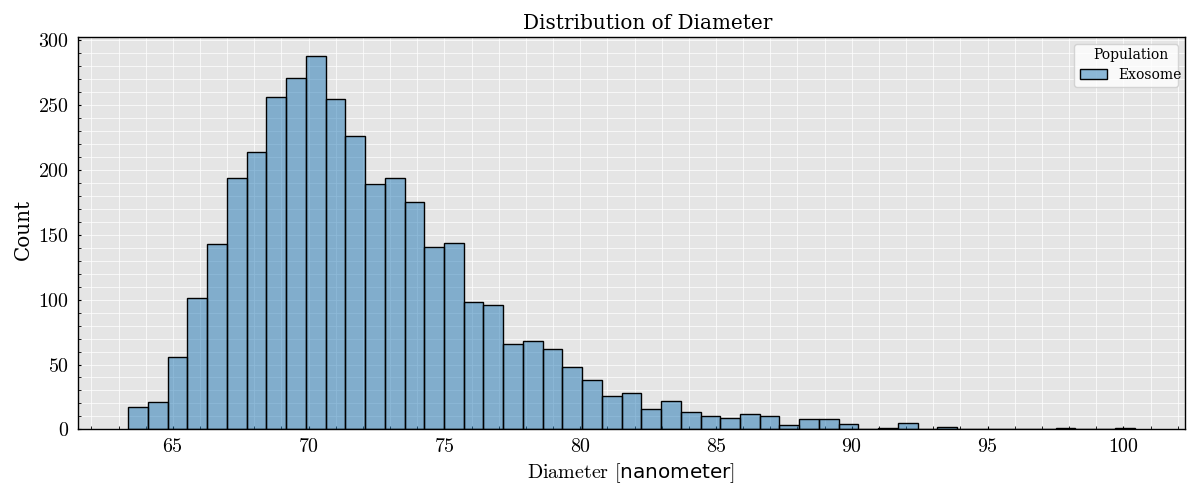 Distribution of Diameter
300
250
200
150
100
50
0
Count
Population
Exosome
65 70 75 80 85 90 95 100
Diameter [nanometer]